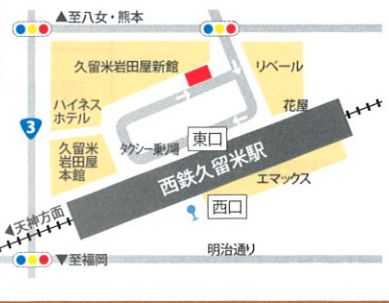 ▲至八女・熊本
久留米岩田屋新館
リベール
ハイネス
ホテル
花屋
3
久留米
岩田屋
本館
タクシー乗り場
東口
西鉄久留米駅
エマックス
西口
◀天神方面
明治通り
▼至福岡